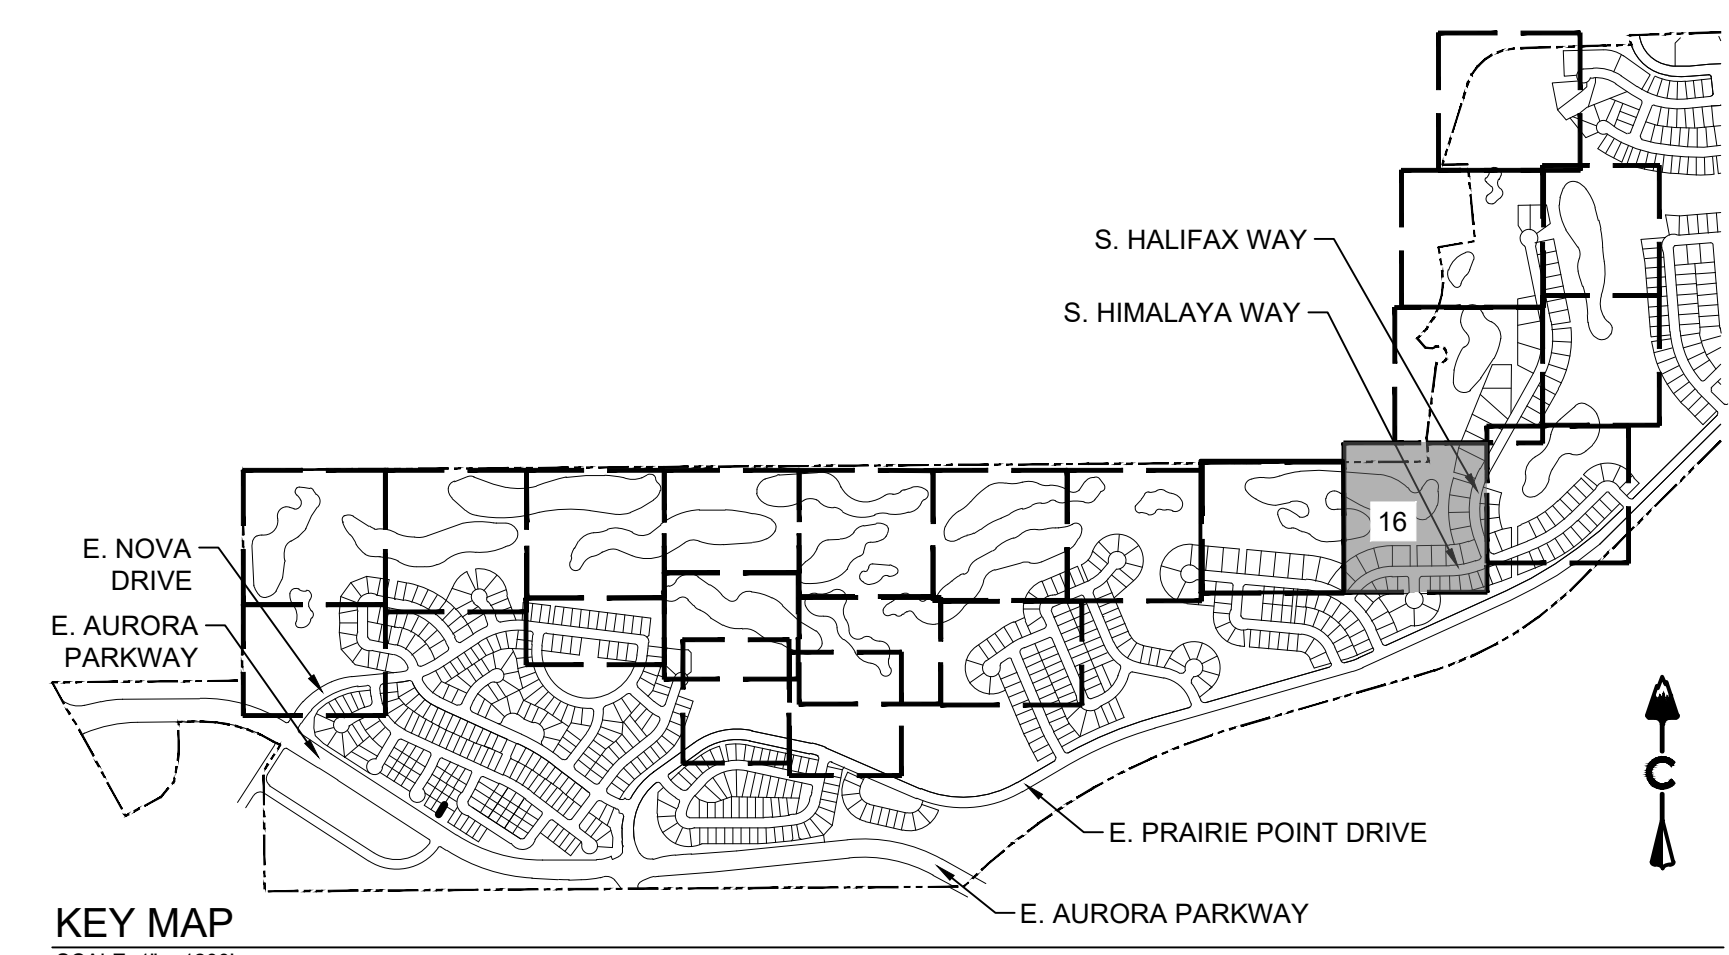 S. HALIFAX WAY
S. HIMALAYA WAY
16
E. NOVA
DRIVE
E. AURORA
PARKWAY
E. PRAIRIE POINT DRIVE
E. AURORA PARKWAY
C
KEY MAP